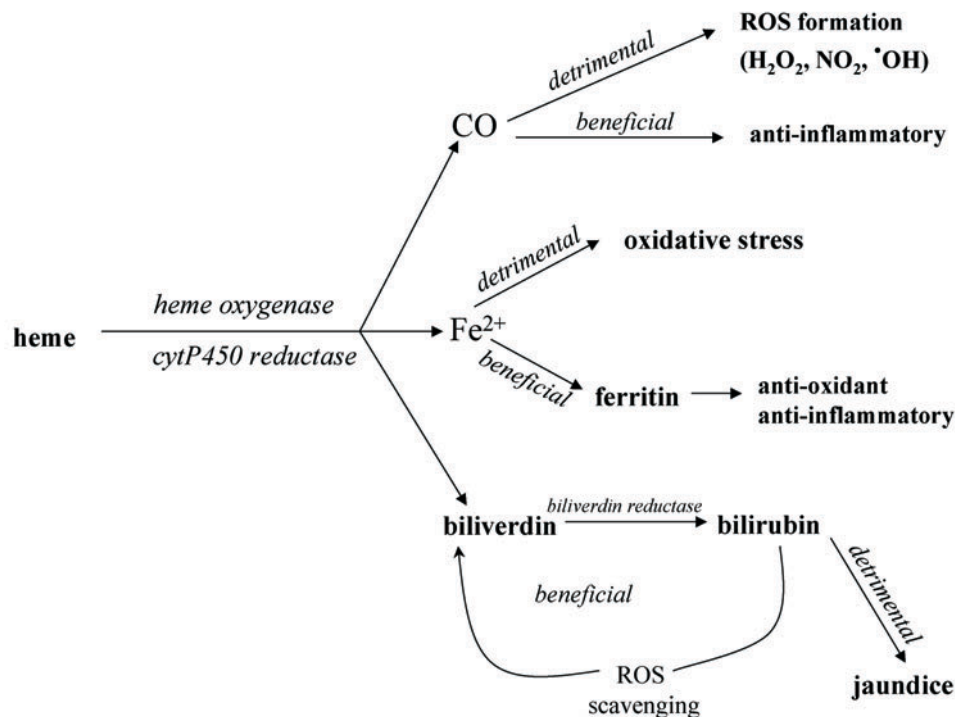 ROS formation
(H₂O₂, NO₂, •OH)
detrimental
CO
beneficial
anti-inflammatory
detrimental
oxidative stress
heme
heme oxygenase
cytP450 reductase
Fe²⁺
beneficial
ferritin
anti-oxidant
anti-inflammatory
biliverdin
biliverdin reductase
bilirubin
beneficial
detrimental
ROS
scavenging
jaundice